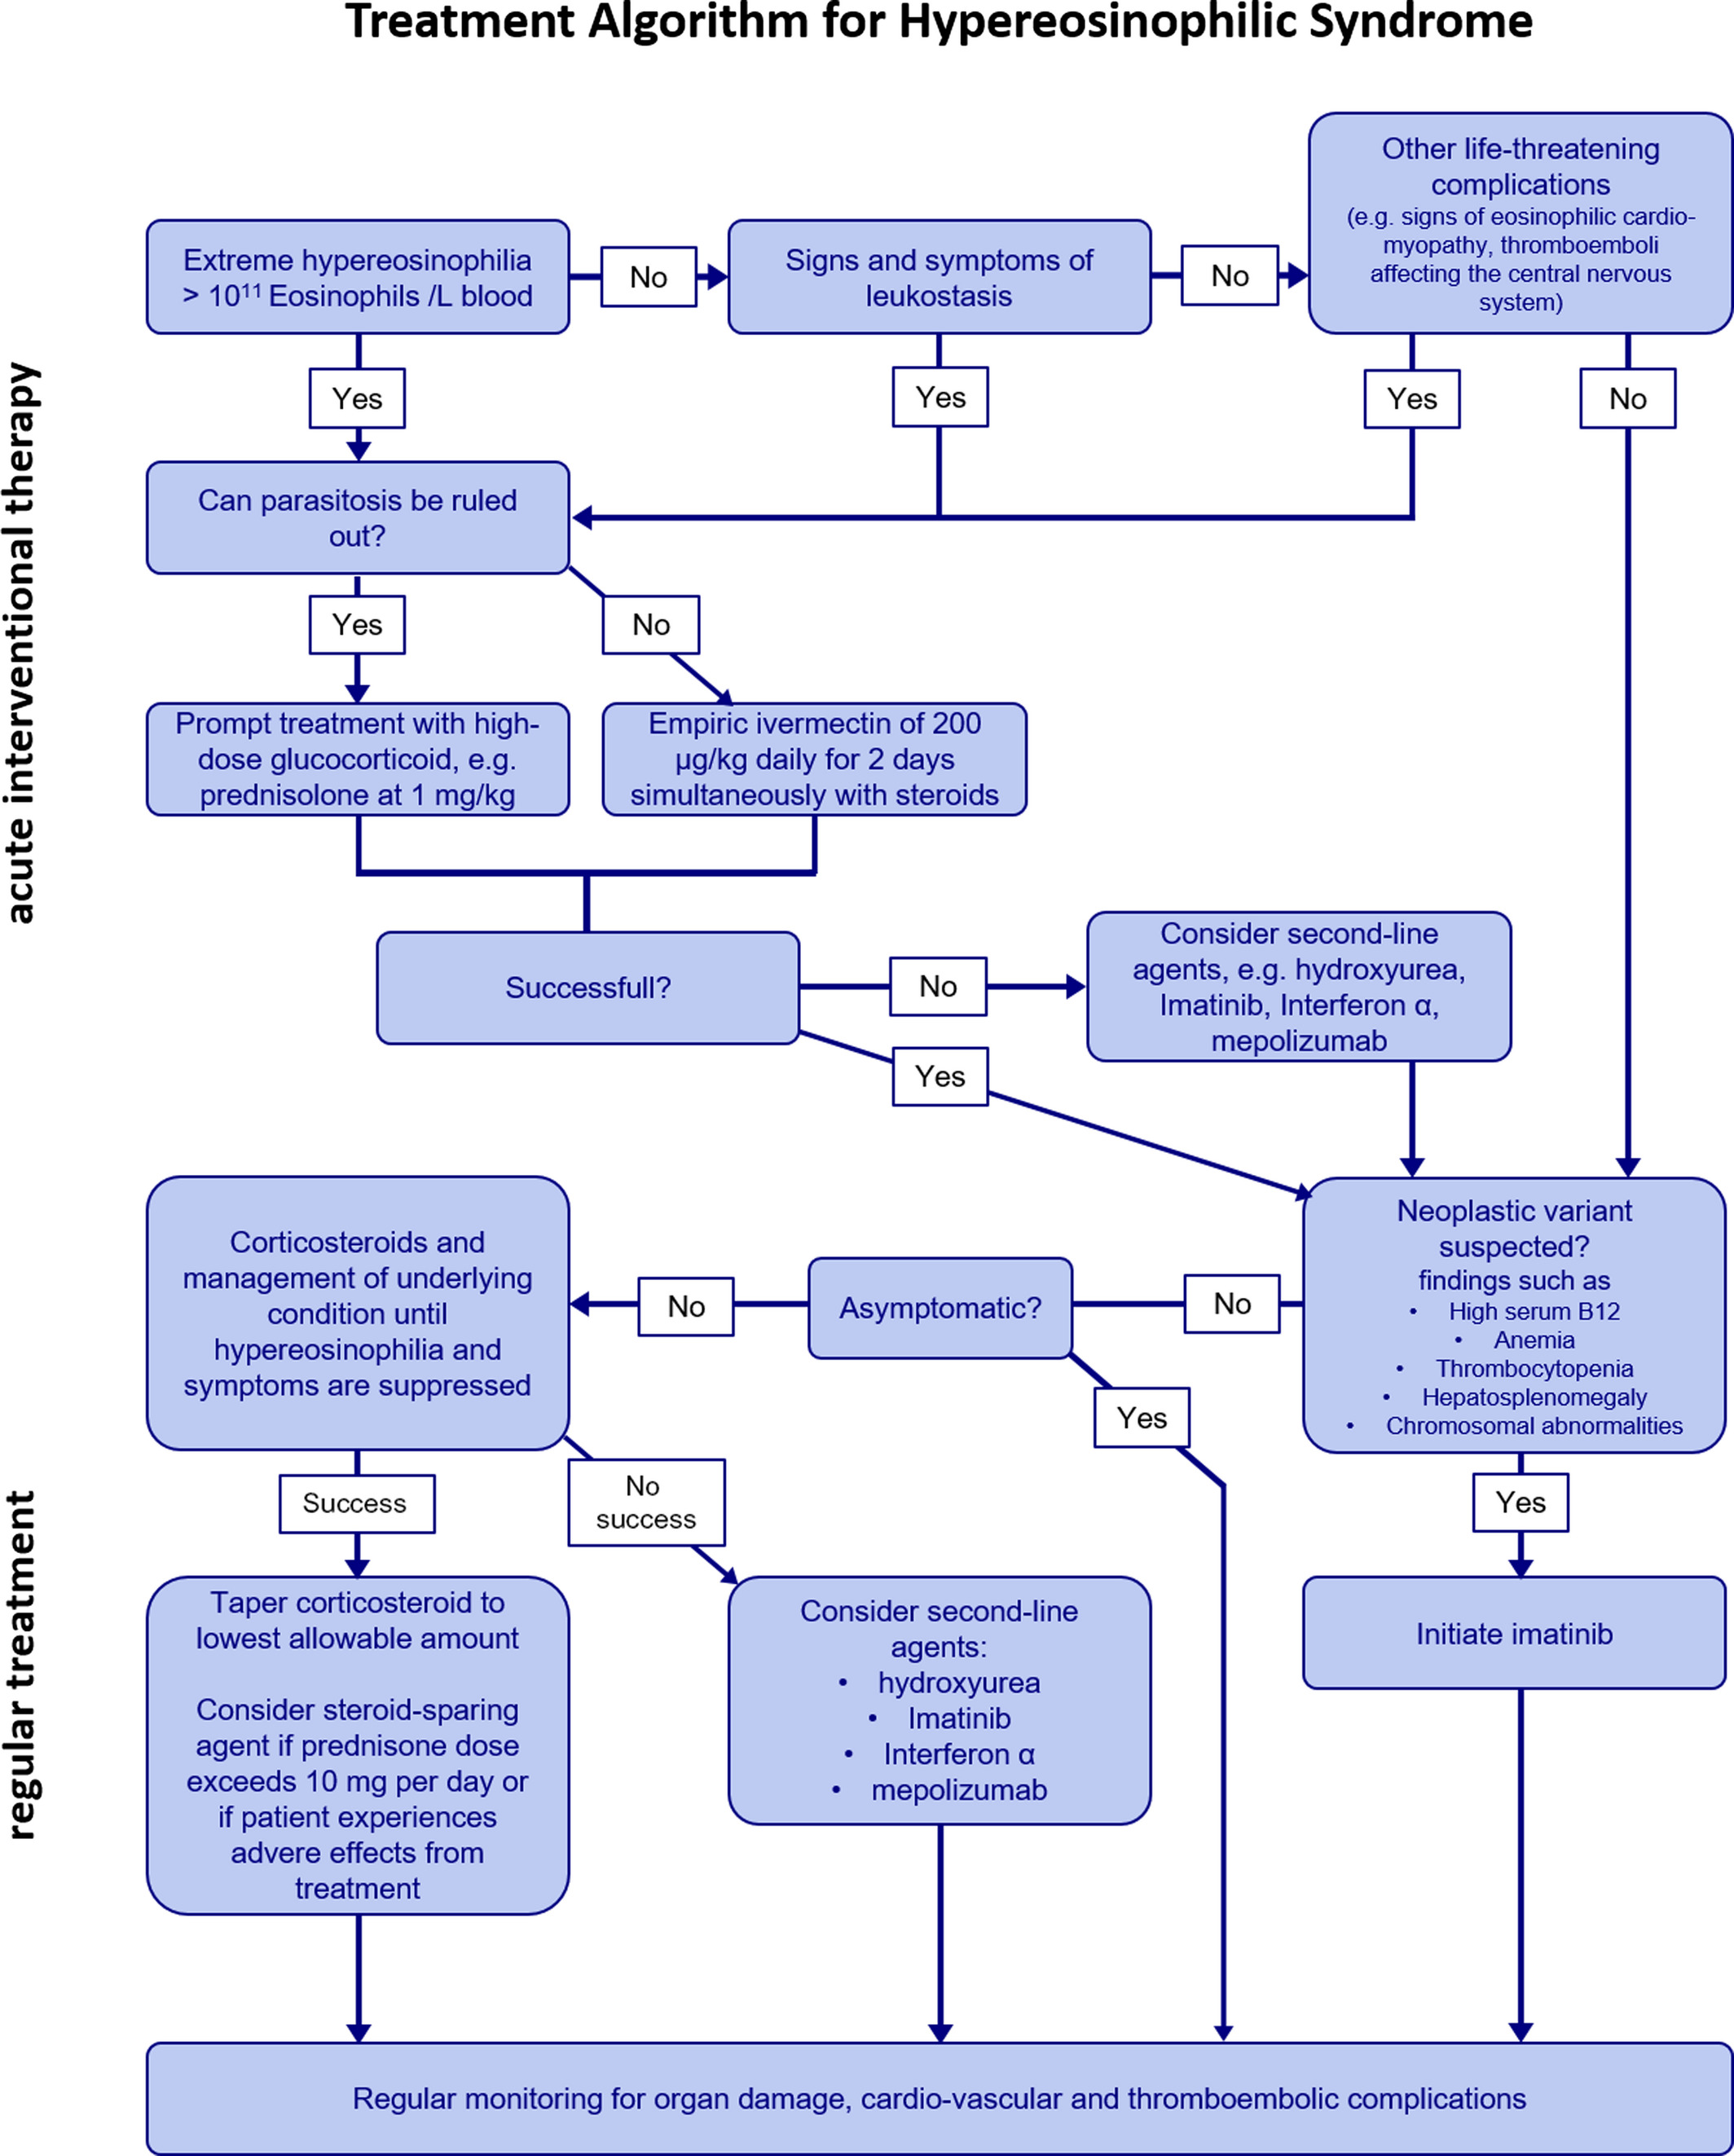 Treatment Algorithm for Hypereosinophilic Syndrome
acute interventional therapy
Extreme hypereosinophilia
> 10¹¹ Eosinophils /L blood
No
Signs and symptoms of
leukostasis
No
Other life-threatening
complications
(e.g. signs of eosinophilic cardio-
myopathy, thromboemboli
affecting the central nervous
system)
Yes
Yes
Yes
No
Can parasitosis be ruled
out?
Yes
No
Prompt treatment with high-
dose glucocorticoid, e.g.
prednisolone at 1 mg/kg
Empiric ivermectin of 200
µg/kg daily for 2 days
simultaneously with steroids
Successfull?
No
Yes
Consider second-line
agents, e.g. hydroxyurea,
Imatinib, Interferon α,
mepolizumab
regular treatment
Neoplastic variant
suspected?
findings such as
• High serum B12
• Anemia
• Thrombocytopenia
• Hepatosplenomegaly
• Chromosomal abnormalities
No
Yes
Asymptomatic?
No
Yes
Corticosteroids and
management of underlying
condition until
hypereosinophilia and
symptoms are suppressed
Success
No
success
Taper corticosteroid to
lowest allowable amount
Consider steroid-sparing
agent if prednisone dose
exceeds 10 mg per day or
if patient experiences
advere effects from
treatment
Consider second-line
agents:
• hydroxyurea
• Imatinib
• Interferon α
• mepolizumab
Initiate imatinib
Regular monitoring for organ damage, cardio-vascular and thromboembolic complications